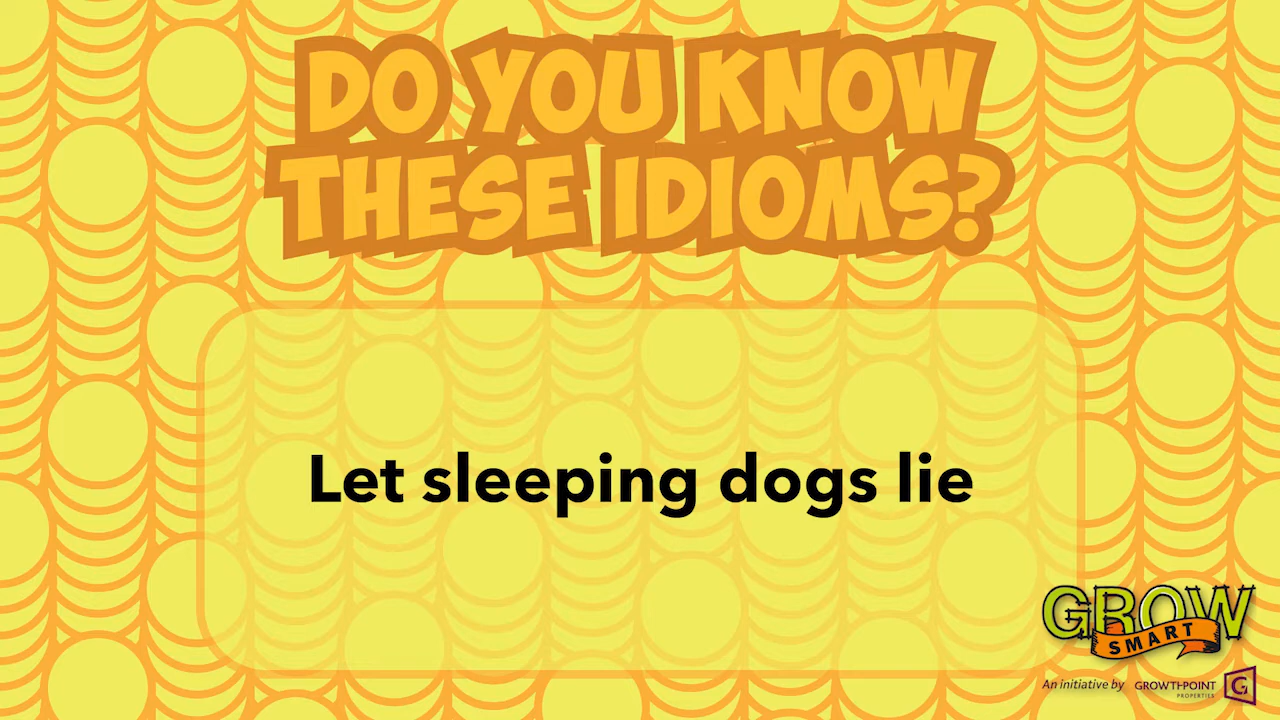 DO YOU KNOW
THESE IDIOMS?
Let sleeping dogs lie
GROW
SMART
An initiative by GROWTHPOINT
PROPERTIES
G